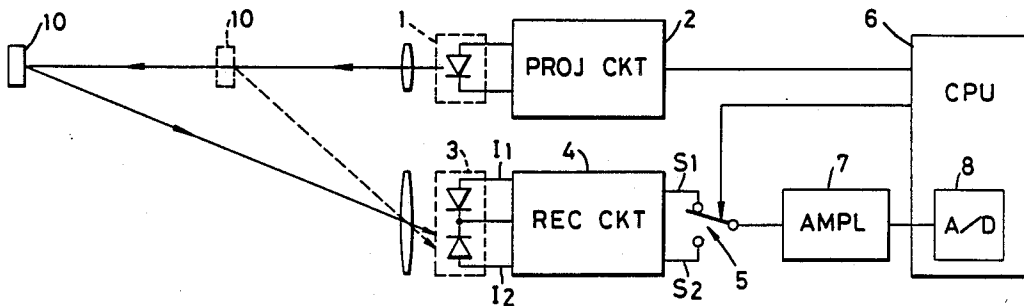 10
10
1
2
PROJ CKT
6
CPU
3
I1
4
REC CKT
I2
S1
S2
5
7
AMPL
8
A/D